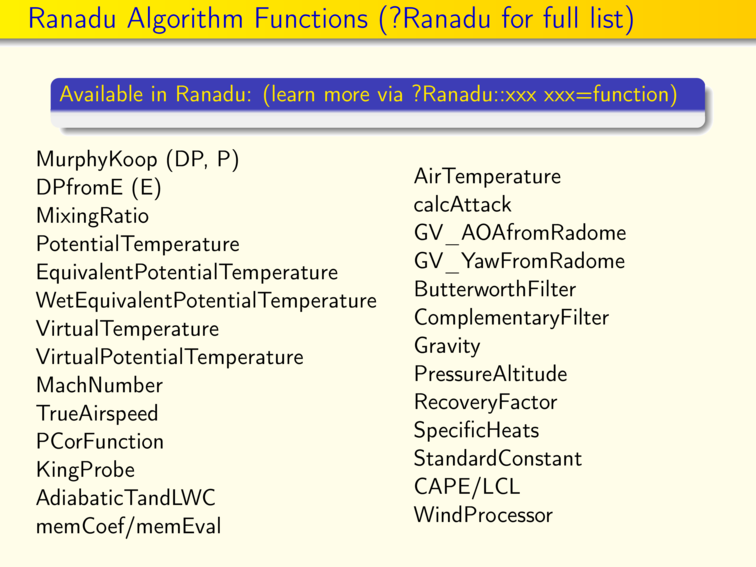 Ranadu Algorithm Functions (?Ranadu for full list)
Available in Ranadu: (learn more via ?Ranadu::xxx xxx=function)
MurphyKoop (DP, P)
DPfromE (E)
MixingRatio
PotentialTemperature
EquivalentPotentialTemperature
WetEquivalentPotentialTemperature
VirtualTemperature
VirtualPotentialTemperature
MachNumber
TrueAirspeed
PCorFunction
KingProbe
AdiabaticTandLWC
memCoef/memEval
AirTemperature
calcAttack
GV_AOAfromRadome
GV_YawFromRadome
ButterworthFilter
ComplementaryFilter
Gravity
PressureAltitude
RecoveryFactor
SpecificHeats
StandardConstant
CAPE/LCL
WindProcessor